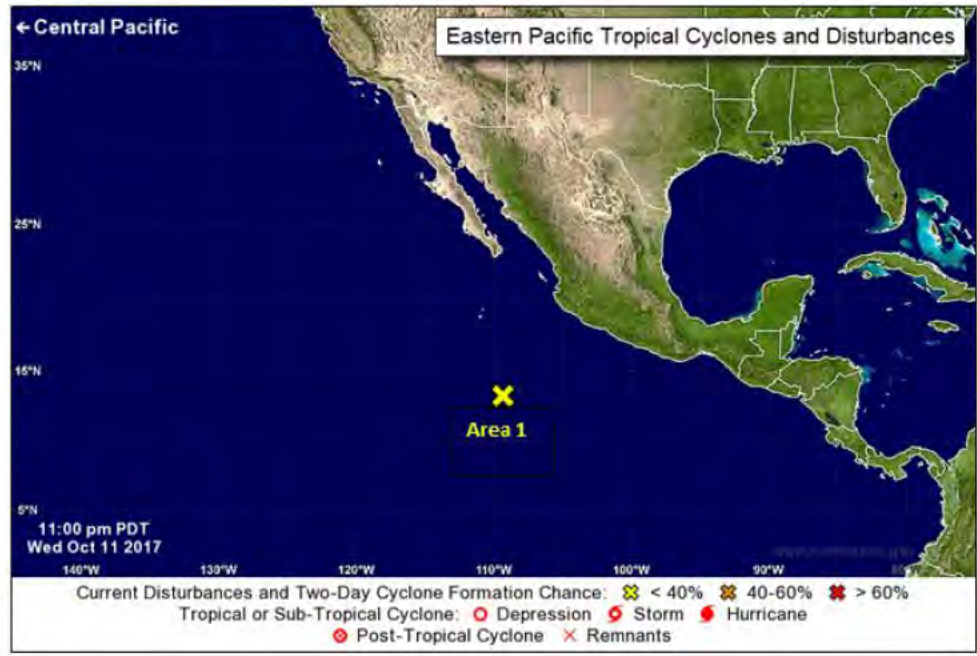 ← Central Pacific
Eastern Pacific Tropical Cyclones and Disturbances
35°N
25°N
15°N
Area 1
5°N
11:00 pm PDT
Wed Oct 11 2017
140°W 130°W 120°W 110°W 100°W 90°W
Current Disturbances and Two-Day Cyclone Formation Chance: < 40% 40-60% > 60%
Tropical or Sub-Tropical Cyclone: Depression Storm Hurricane
Post-Tropical Cyclone Remnants